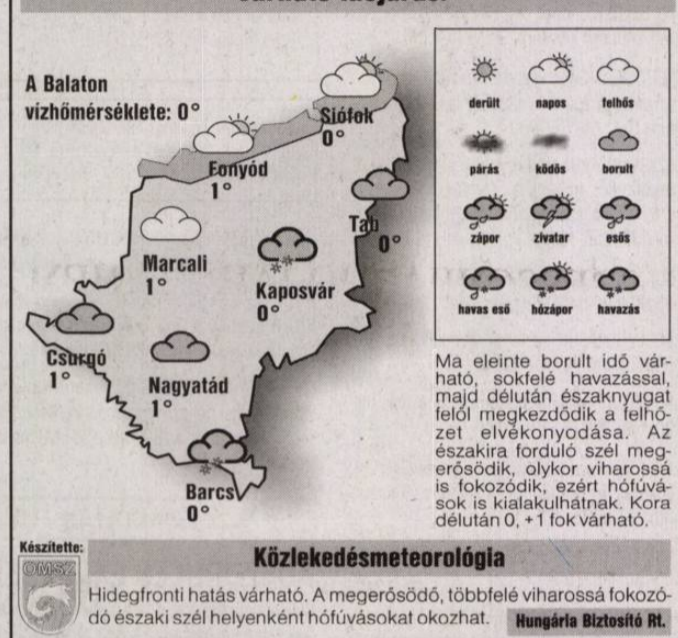 A Balaton
vízhőmérséklete: 0°
Siófok
0°
Fonyód
1°
Tab
0°
Marcali
1°
Kaposvár
0°
Csurgó
1°
Nagyatád
1°
Barcs
0°
derült napos felhős
párás ködös borult
zápor zivatar esős
havas eső hózápor havazás
Ma eleinte borult idő vár-
ható, sokfelé havazással,
majd délután északnyugat
felől megkezdődik a felhő-
zet elvékonyodása. Az
északira forduló szél meg-
erősödik, olykor viharossá
is fokozódik, ezért hófúvá-
sok is kialakulhatnak. Kora
délután 0, +1 fok várható.
Készítette:
OMSZ
Közlekedésmeteorológia
Hidegfronti hatás várható. A megerősödő, többfelé viharossá fokozó-
dó északi szél helyenként hófúvásokat okozhat.
Hungária Biztosító Rt.